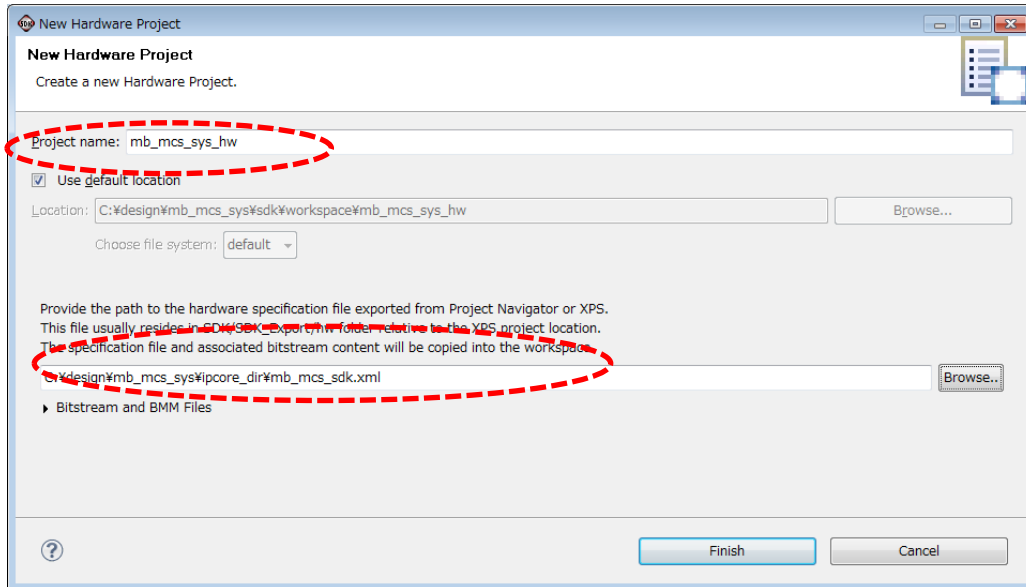 SDK New Hardware Project
New Hardware Project
Create a new Hardware Project.
Project name: mb_mcs_sys_hw
Use default location
Location: C:¥design¥mb_mcs_sys¥sdk¥workspace¥mb_mcs_sys_hw Browse...
Choose file system: default
Provide the path to the hardware specification file exported from Project Navigator or XPS.
This file usually resides in SDK/SDK_Export/hw folder relative to the XPS project location.
The specification file and associated bitstream content will be copied into the workspace.
C:¥design¥mb_mcs_sys¥ipcore_dir¥mb_mcs_sdk.xml Browse..
Bitstream and BMM Files
? Finish Cancel